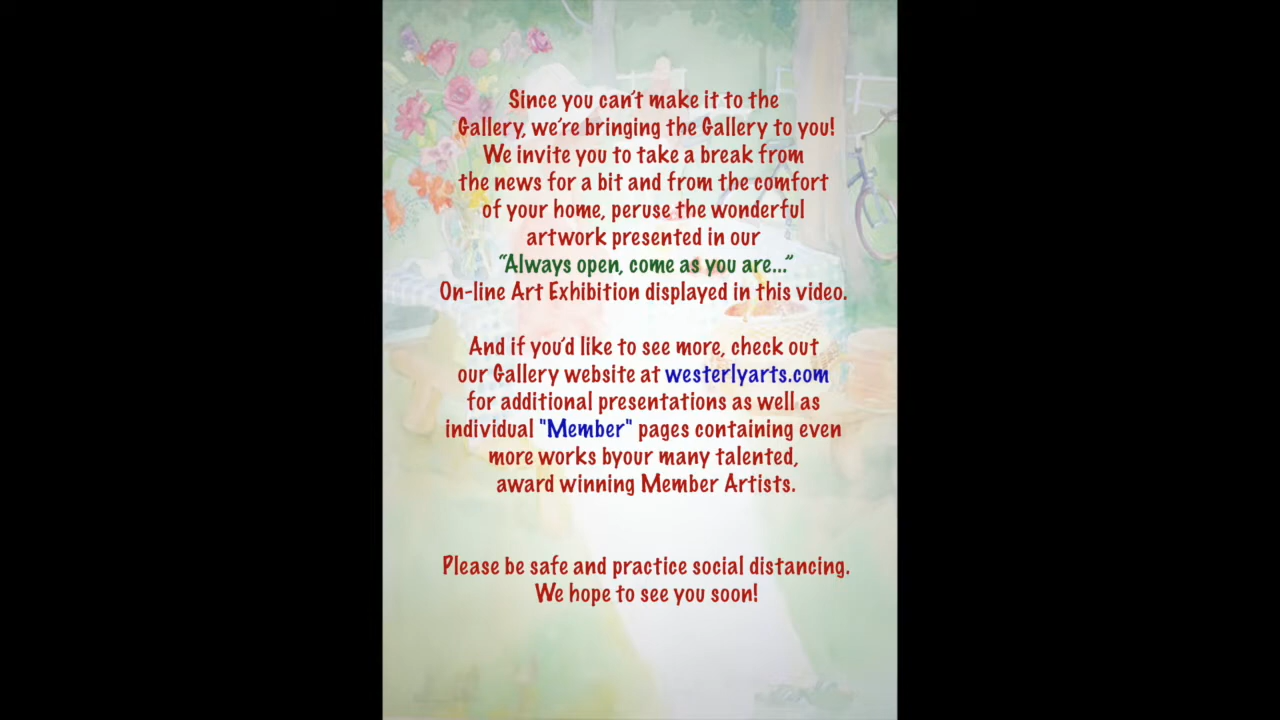 Since you can't make it to the
Gallery, we're bringing the Gallery to you!
We invite you to take a break from
the news for a bit and from the comfort
of your home, peruse the wonderful
artwork presented in our
“Always open, come as you are...”
On-line Art Exhibition displayed in this video.
And if you'd like to see more, check out
our Gallery website at westerlyarts.com
for additional presentations as well as
individual "Member" pages containing even
more works byour many talented,
award winning Member Artists.
Please be safe and practice social distancing.
We hope to see you soon!